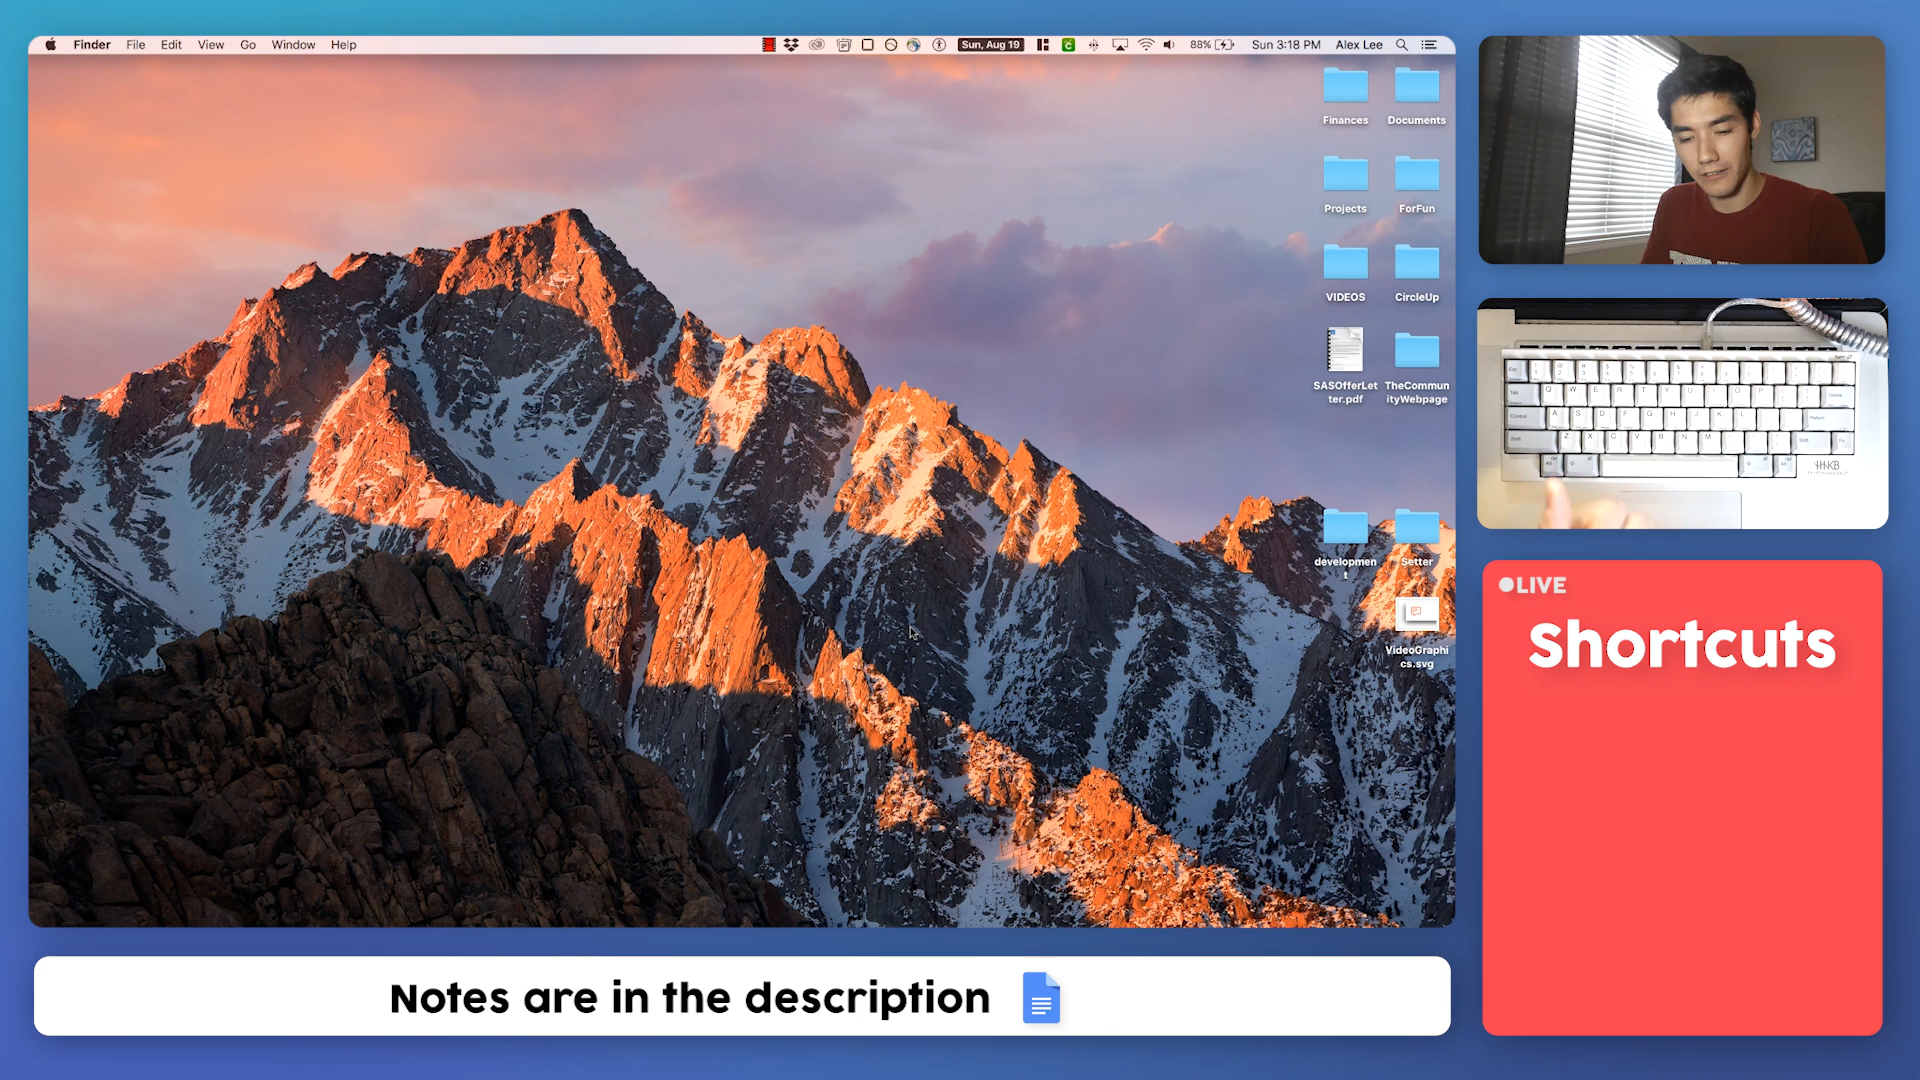 Finder File Edit View Go Window Help
Sun, Aug 19 88% Sun 3:18 PM Alex Lee
Finances Documents
Projects ForFun
VIDEOS CircleUp
SASOfferLet
ter.pdf
TheCommun
ityWebpage
developmen
t
Setter
VideoGraphi
cs.svg
LIVE
Shortcuts
Notes are in the description
HHKB